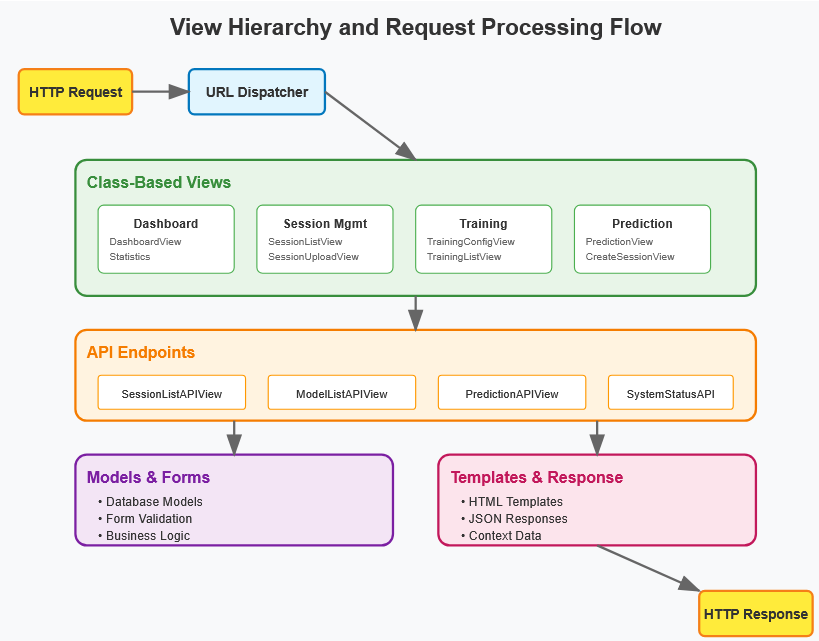 View Hierarchy and Request Processing Flow
HTTP Request
URL Dispatcher
Class-Based Views
Dashboard
DashboardView
Statistics
Session Mgmt
SessionListView
SessionUploadView
Training
TrainingConfigView
TrainingListView
Prediction
PredictionView
CreateSessionView
API Endpoints
SessionListAPIView
ModelListAPIView
PredictionAPIView
SystemStatusAPI
Models & Forms
• Database Models
• Form Validation
• Business Logic
Templates & Response
• HTML Templates
• JSON Responses
• Context Data
HTTP Response